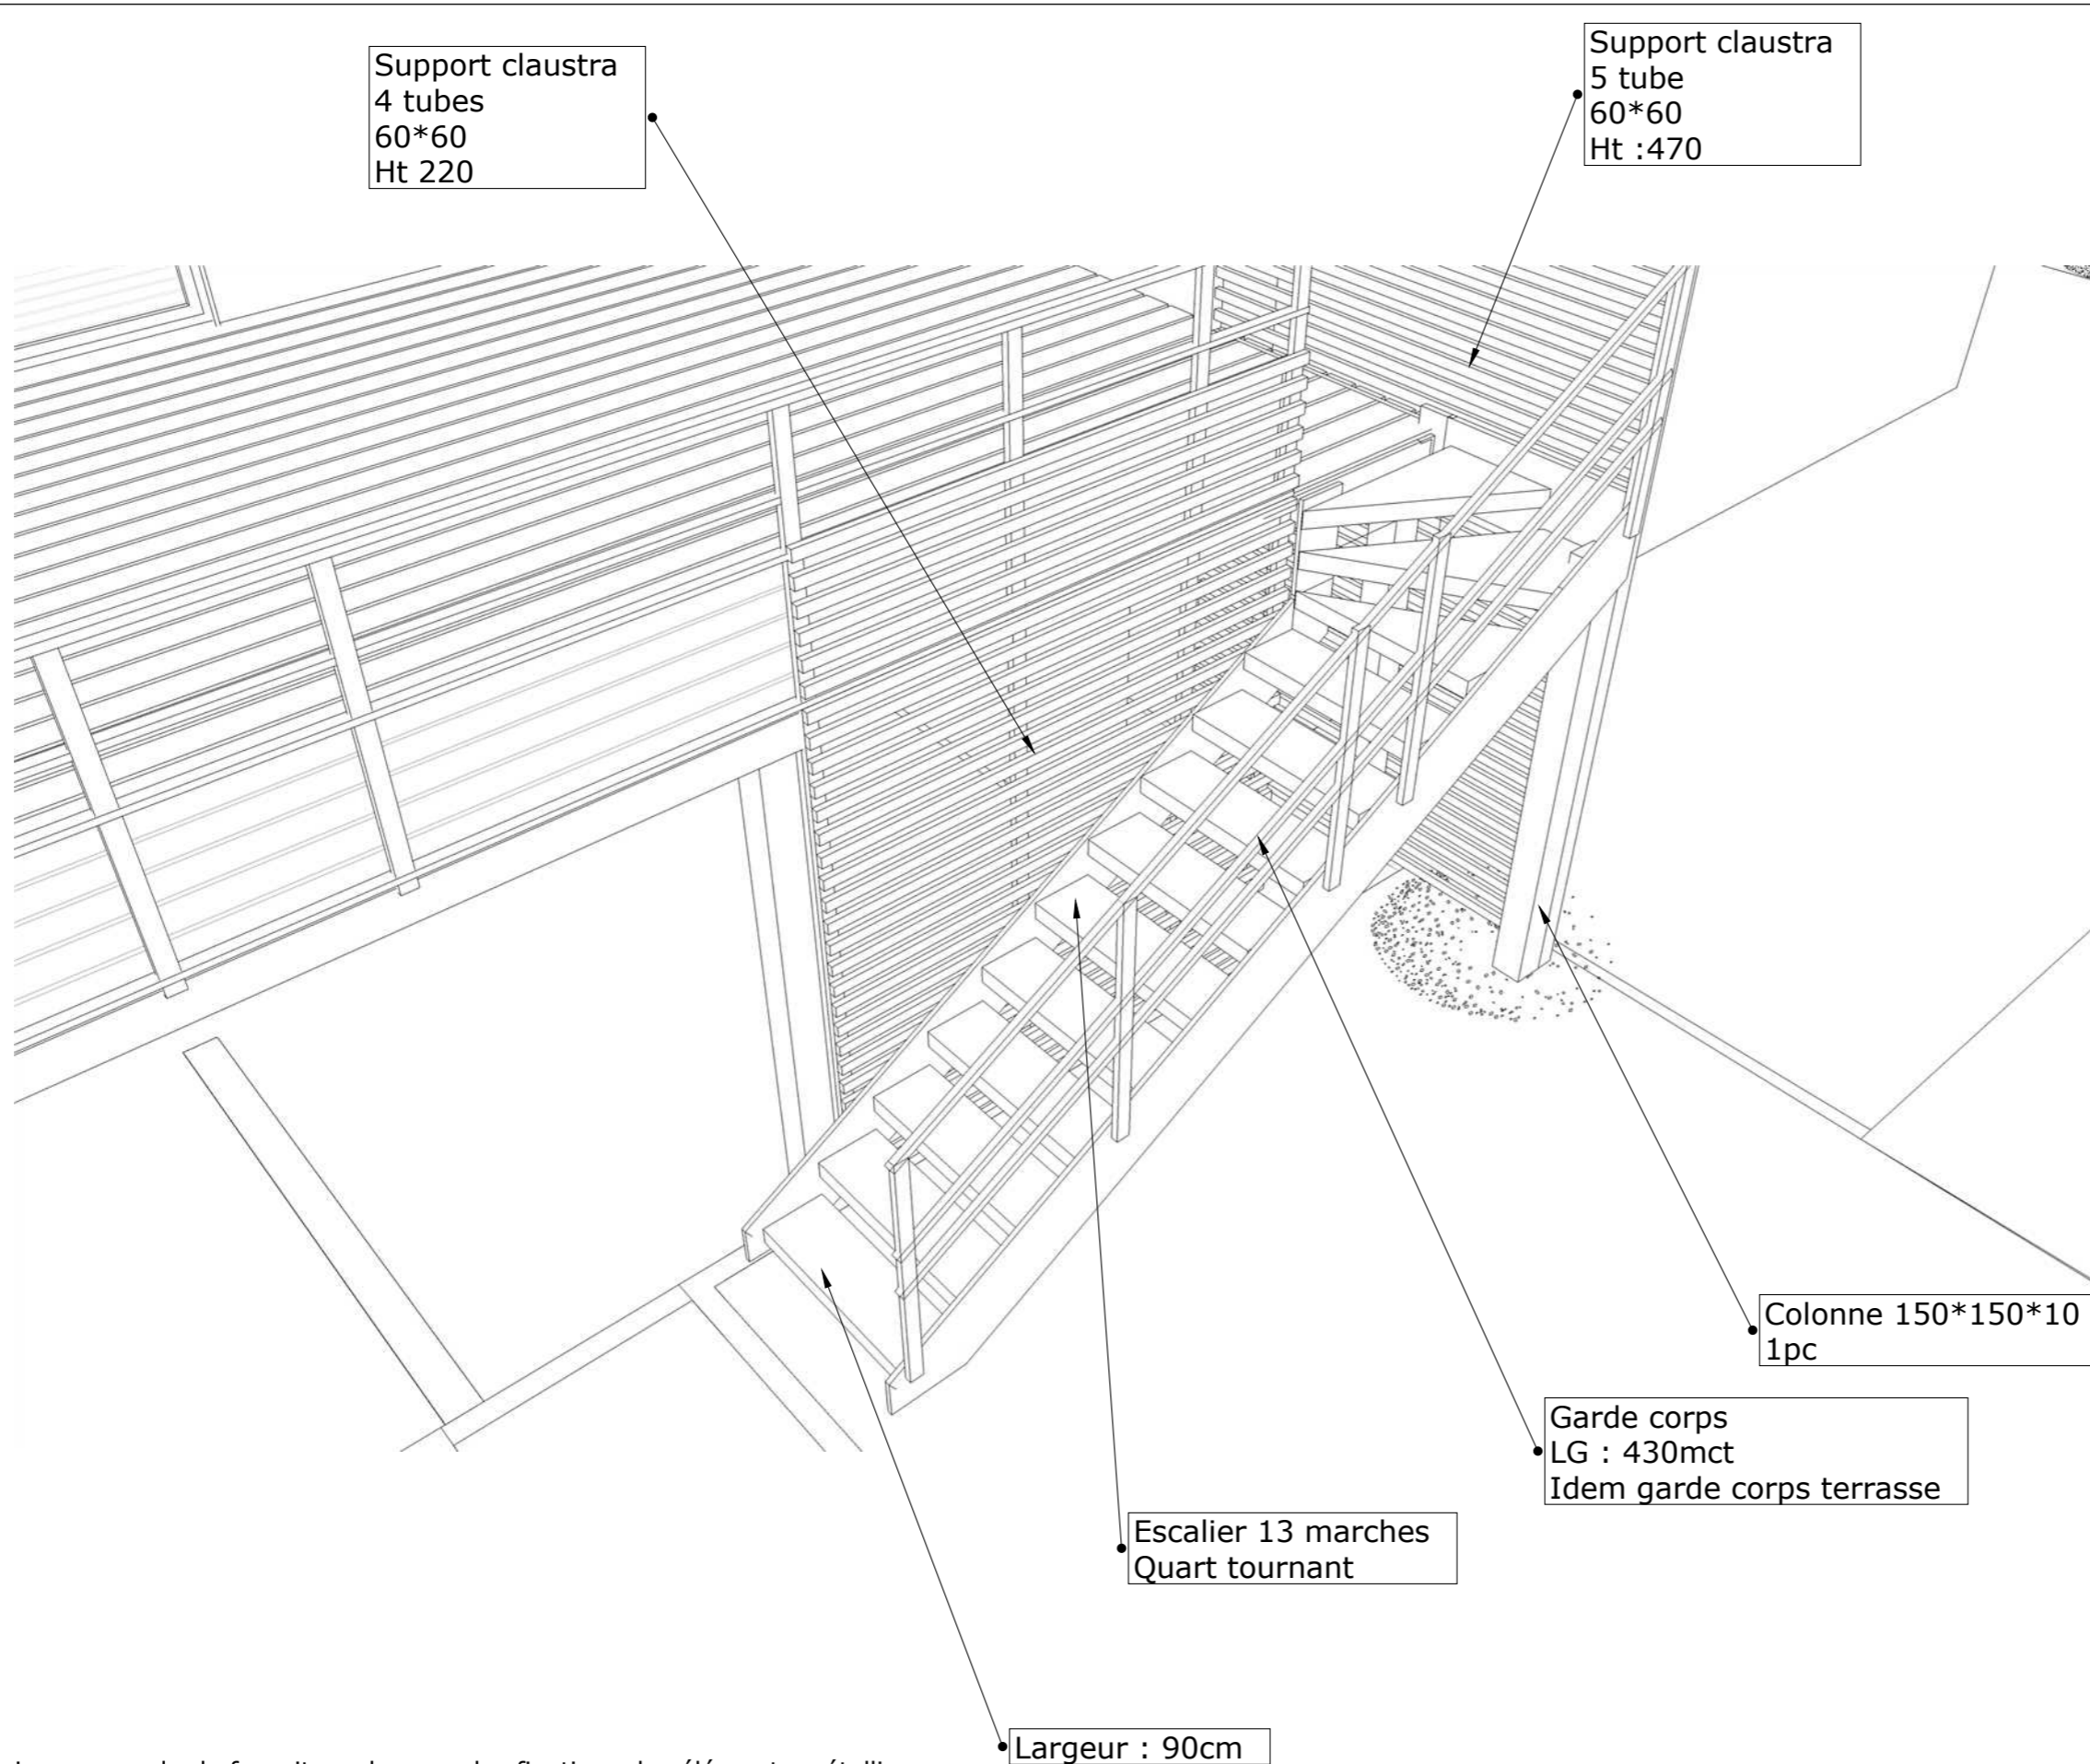 Support claustra
4 tubes
60*60
Ht 220
Support claustra
5 tube
60*60
Ht :470
Colonne 150*150*10
1pc
Garde corps
LG : 430mct
Idem garde corps terrasse
Escalier 13 marches
Quart tournant
Largeur : 90cm